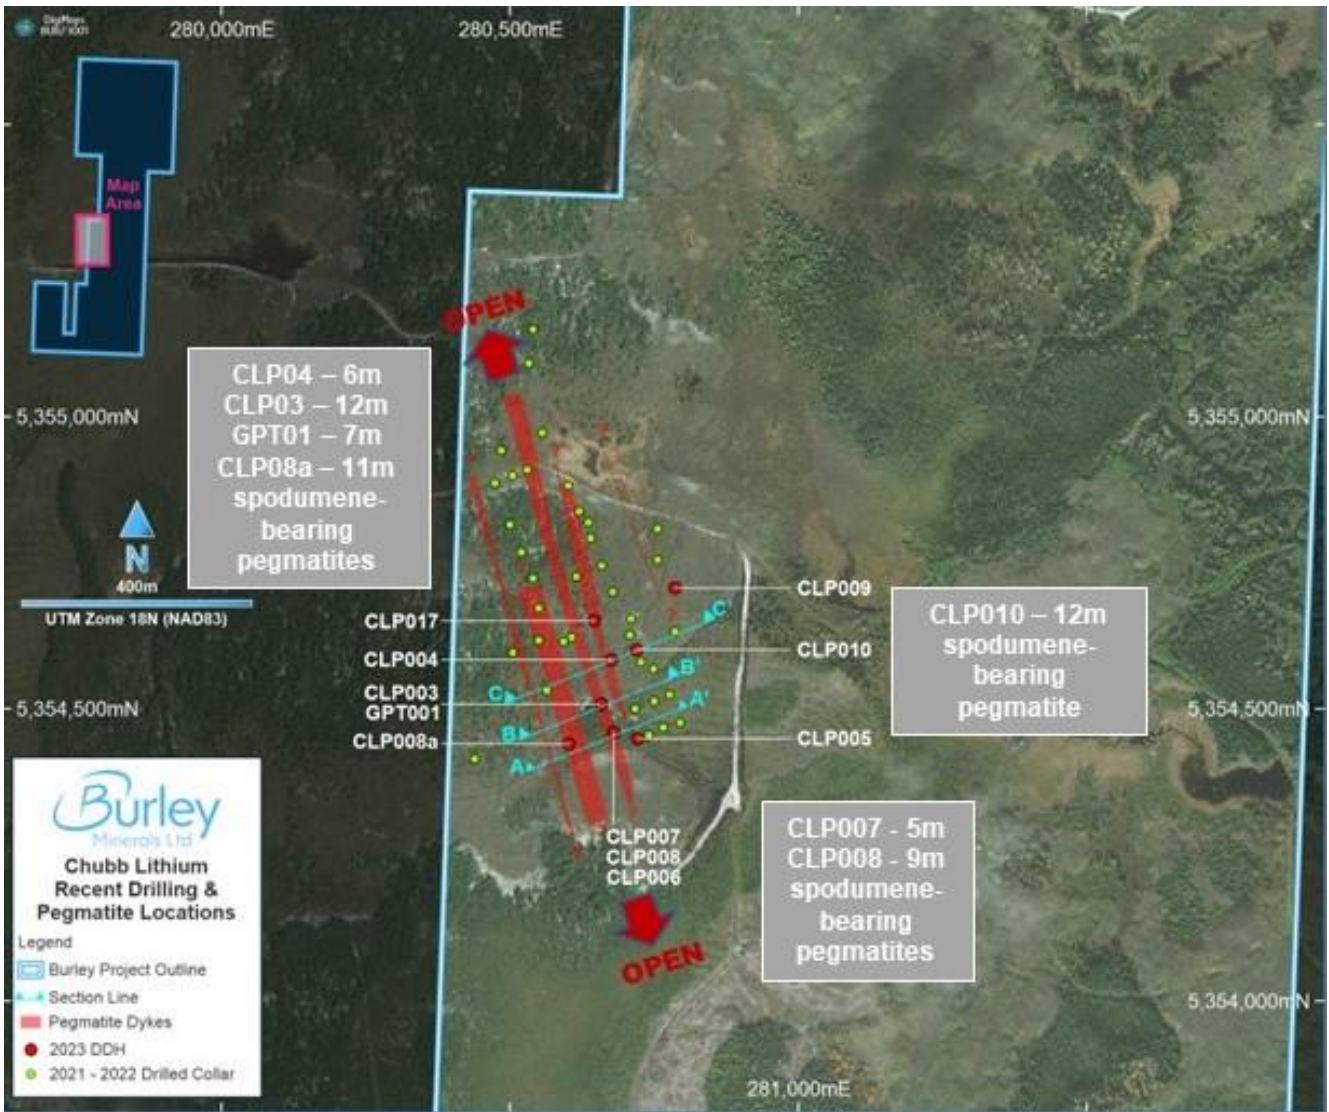 280,000mE
280,500mE
Map
Area
OPEN
CLP04 – 6m
CLP03 – 12m
GPT01 – 7m
CLP08a – 11m
spodumene-
bearing
pegmatites
5,355,000mN
5,355,000mN
N
400m
UTM Zone 18N (NAD83)
CLP009
CLP010 – 12m
spodumene-
bearing
pegmatite
CLP017
C'
CLP010
CLP004
B'
C
CLP003
GPT001
A'
5,354,500mN
5,354,500mN
B
CLP008a
CLP005
A
Burley
Minerals Ltd
Chubb Lithium
Recent Drilling &
Pegmatite Locations
Legend
Burley Project Outline
Section Line
Pegmatite Dykes
2023 DDH
2021 - 2022 Drilled Collar
CLP007
CLP008
CLP006
CLP007 - 5m
CLP008 - 9m
spodumene-
bearing
pegmatites
OPEN
5,354,000mN
281,000mE